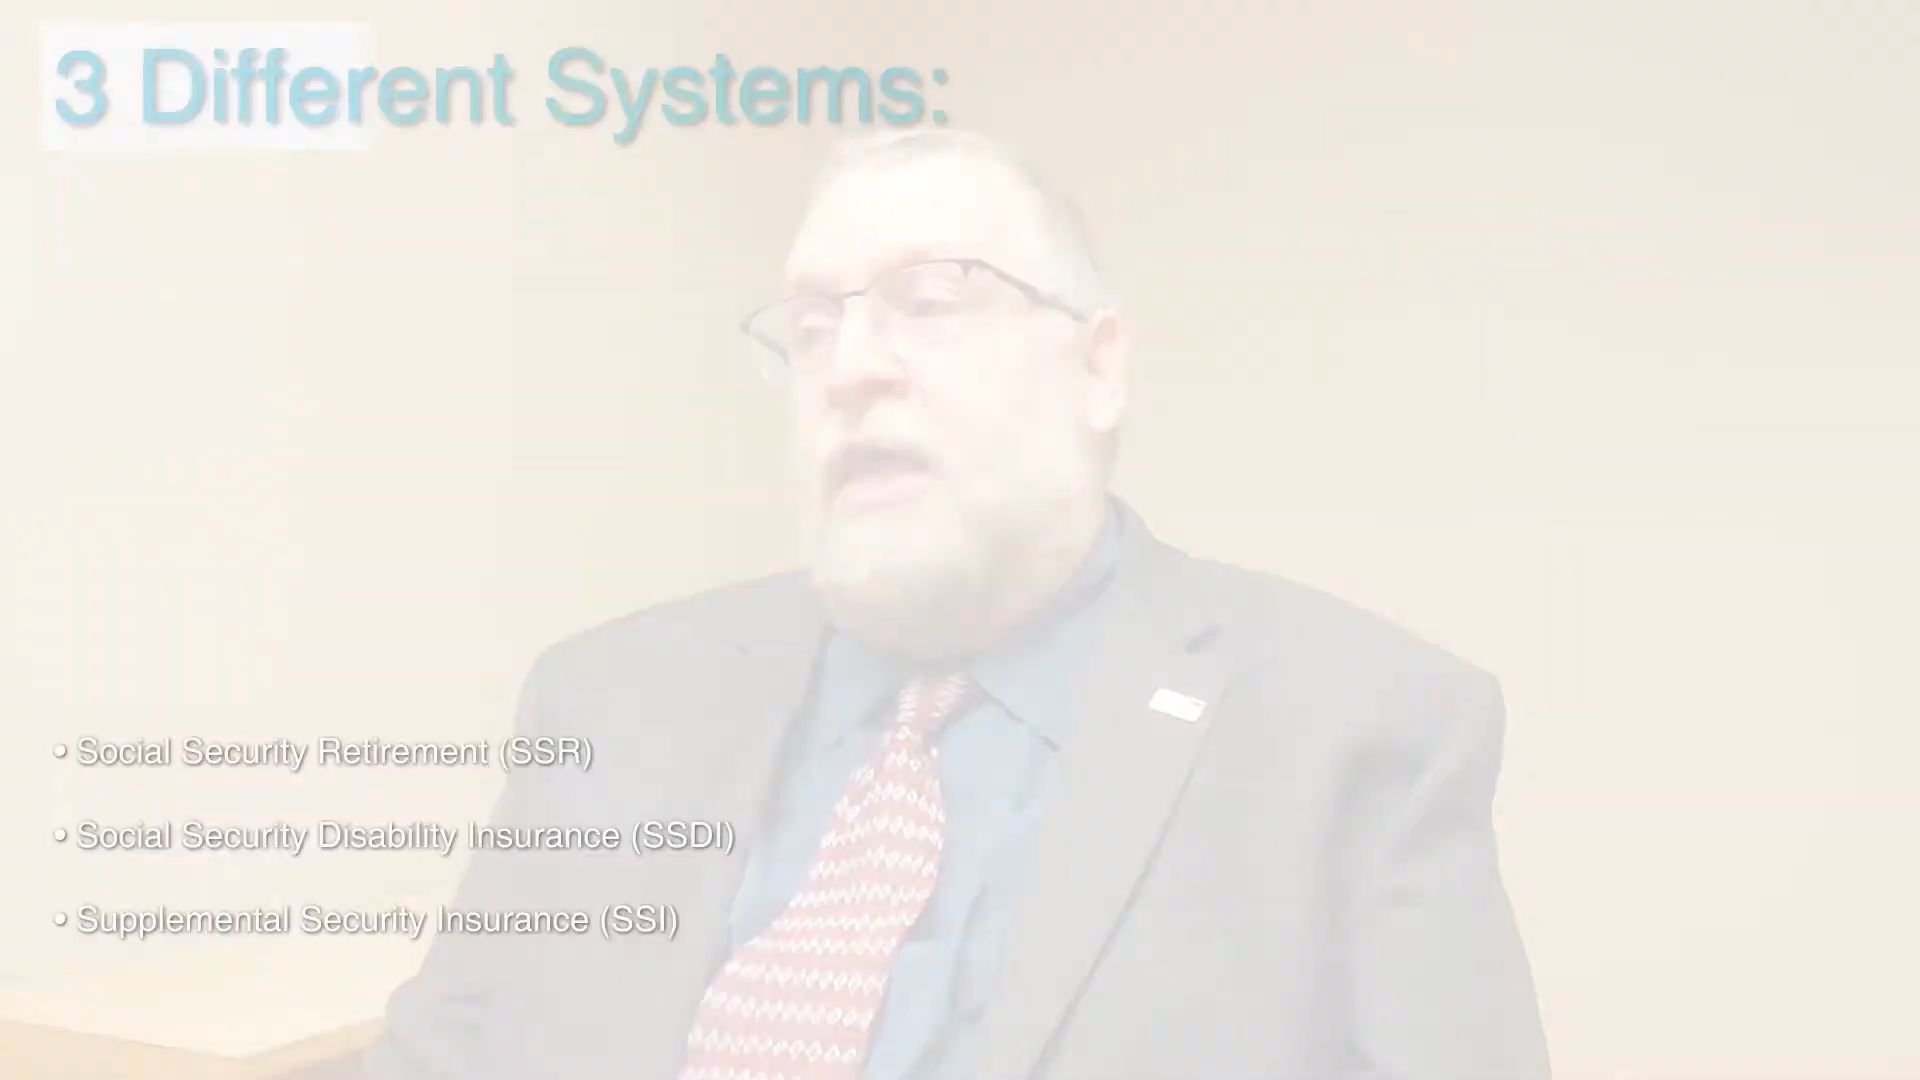 3 Different Systems:
• Social Security Retirement (SSR)
• Social Security Disability Insurance (SSDI)
• Supplemental Security Insurance (SSI)